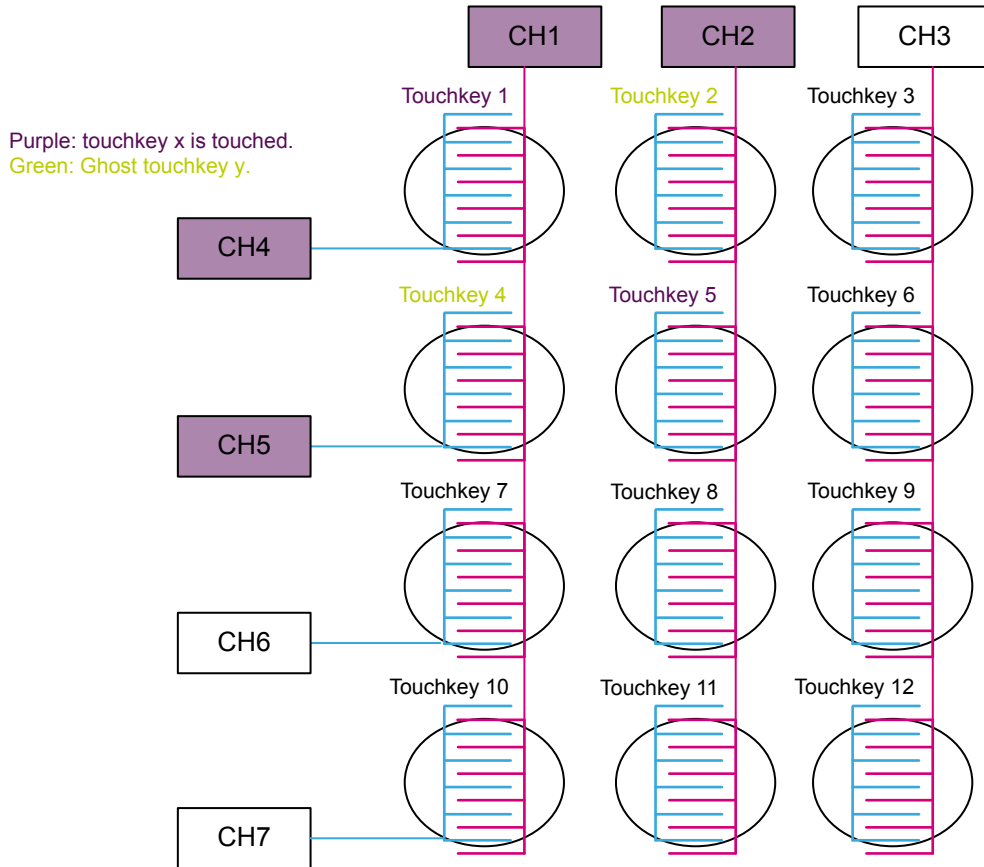 CH1
CH2
CH3
Touchkey 1
Touchkey 2
Touchkey 3
Purple: touchkey x is touched.
Green: Ghost touchkey y.
CH4
Touchkey 4
Touchkey 5
Touchkey 6
CH5
Touchkey 7
Touchkey 8
Touchkey 9
CH6
Touchkey 10
Touchkey 11
Touchkey 12
CH7